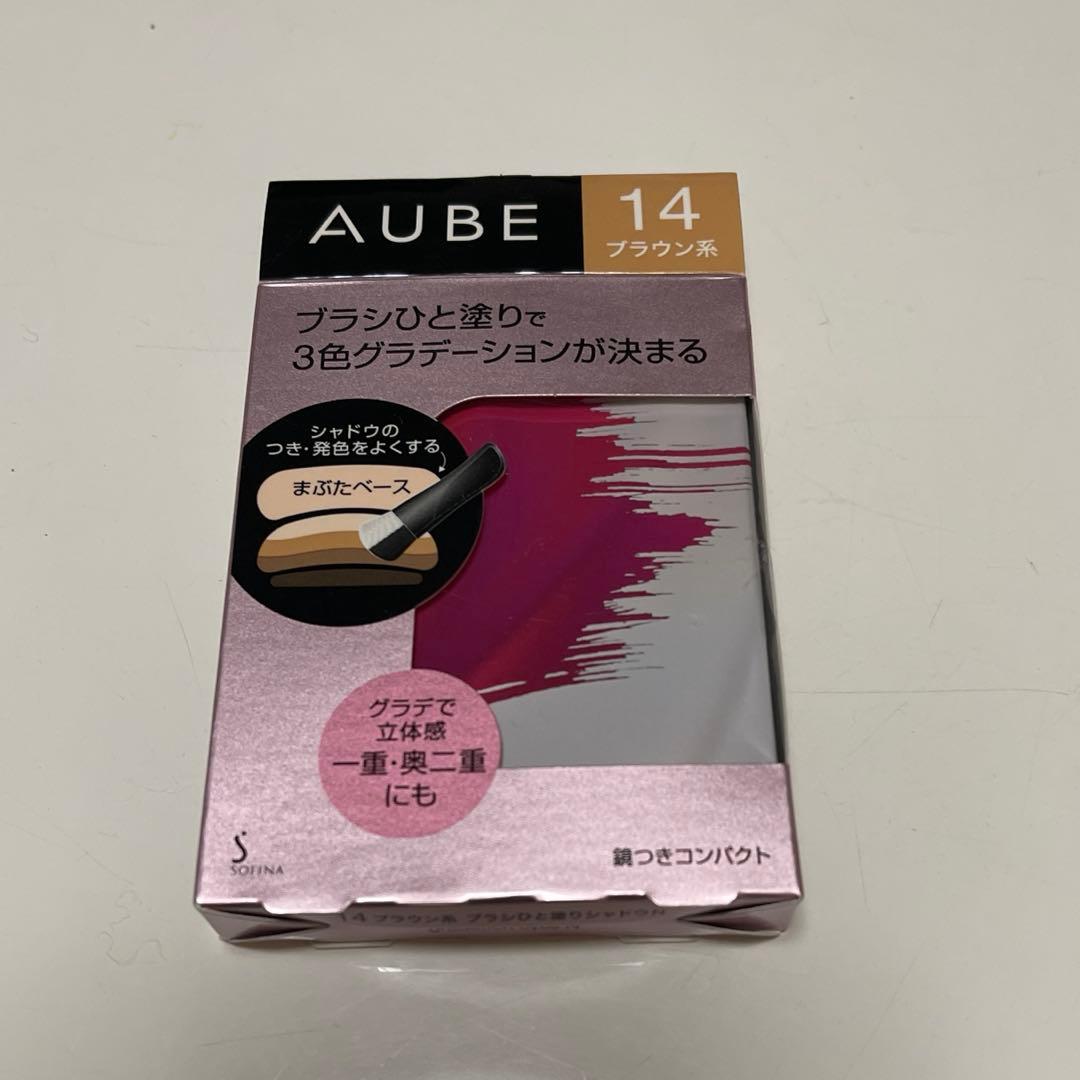 AUBE
14
ブラウン系
ブラシひと塗りで
3色グラデーションが決まる
シャドウの
つき・発色をよくする
まぶたベース
グラデで
立体感
一重・奥二重
にも
SOFINA
鏡つきコンパクト
14 ブラウン系 ブラシひと塗りシャドウN